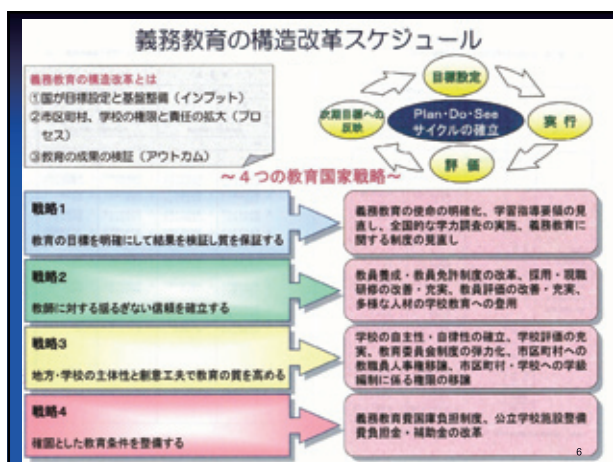 義務教育の構造改革スケジュール
義務教育の構造改革とは
①国が目標設定と基盤整備（インプット）
②市区町村、学校の権限と責任の拡大（プロ
セス）
③教育の成果の検証（アウトカム）
目標設定
次期目標への
反映
Plan・Do・See
サイクルの確立
実行
評価
～４つの教育国家戦略～
戦略1
教育の目標を明確にして結果を検証し質を保証する
義務教育の使命の明確化、学習指導要領の見
直し、全国的な学力調査の実施、義務教育に
関する制度の見直し
戦略2
教師に対する揺るぎない信頼を確立する
教員養成・教員免許制度の改革、採用・現職
研修の改善・充実、教員評価の改善・充実、
多様な人材の学校教育への登用
戦略3
地方・学校の主体性と創意工夫で教育の質を高める
学校の自主性・自律性の確立、学校評価の充
実、教育委員会制度の弾力化、市区町村への
教職員人事権移譲、市区町村・学校への学級
編制に係る権限の移譲
戦略4
確固とした教育条件を整備する
義務教育費国庫負担制度、公立学校施設整備
費負担金・補助金の改革
6